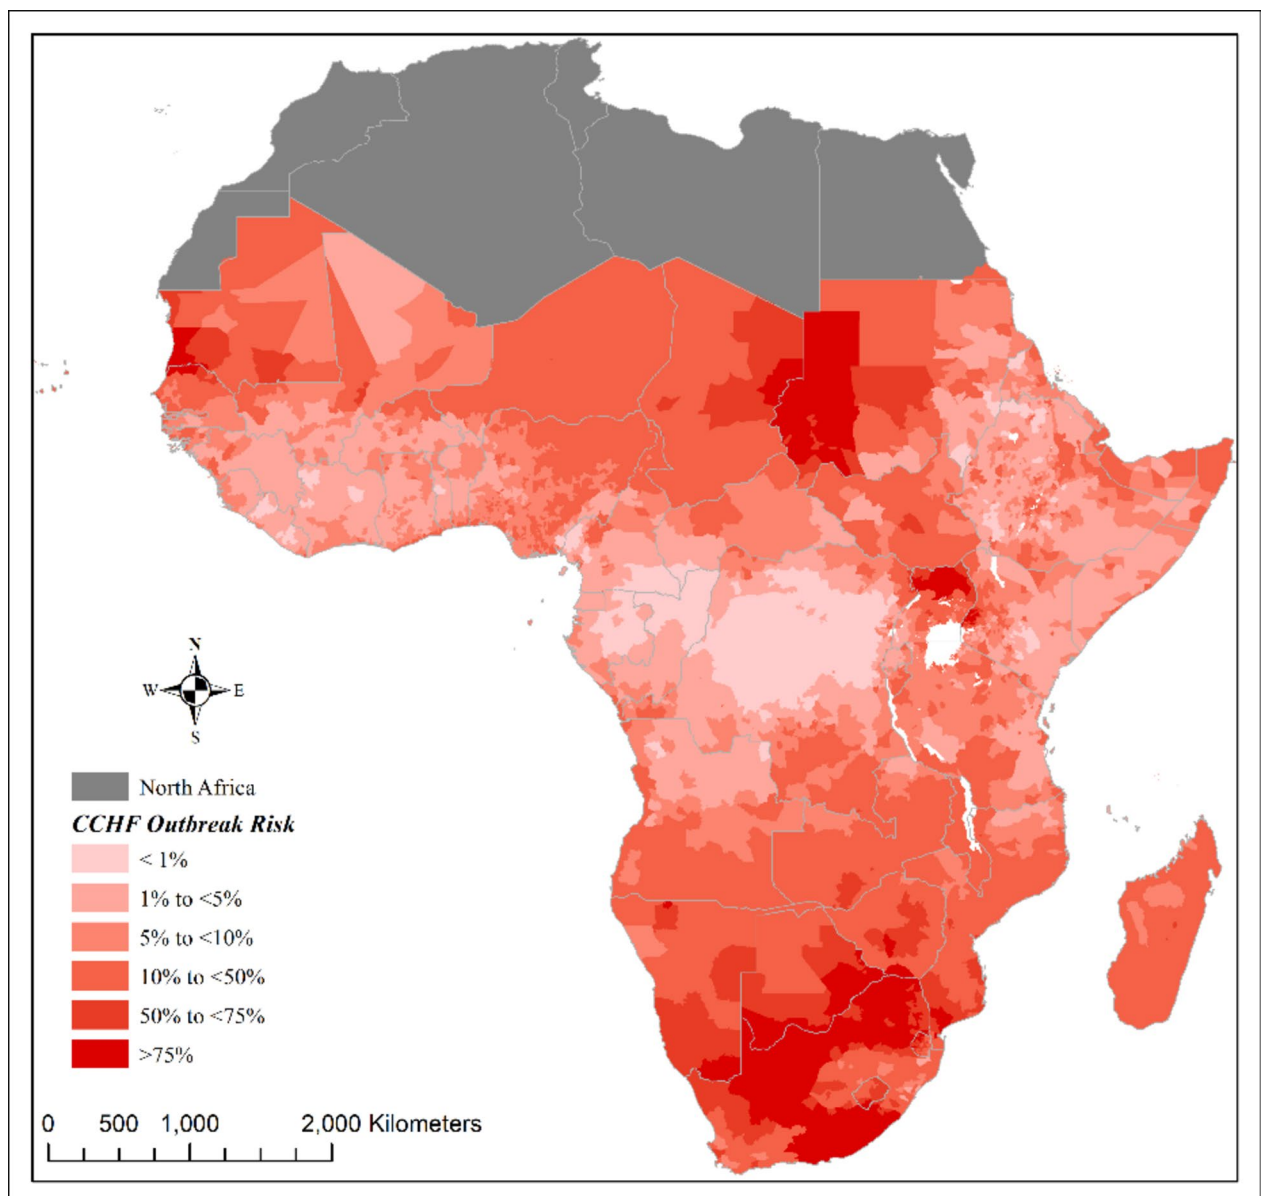 N
W E
S
North Africa
CCHF Outbreak Risk
< 1%
1% to <5%
5% to <10%
10% to <50%
50% to <75%
>75%
0 500 1,000 2,000 Kilometers